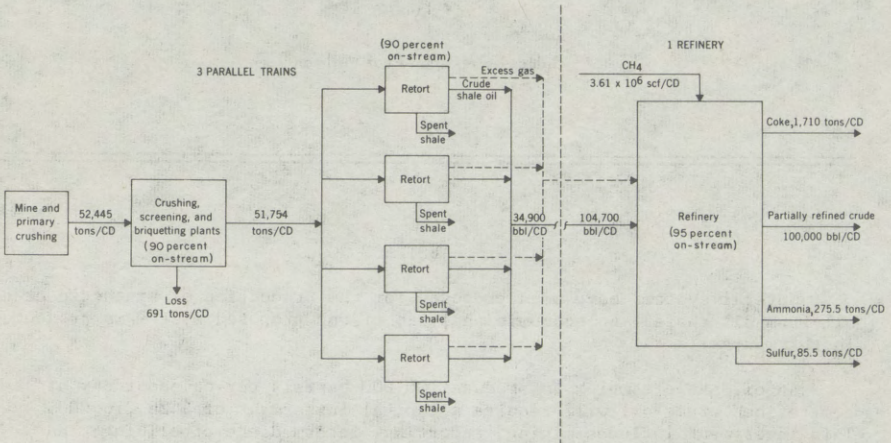 3 PARALLEL TRAINS
(90 percent
on-stream)
1 REFINERY
Retort
Excess gas
Crude
shale oil
Spent
shale
Retort
Spent
shale
Retort
Spent
shale
Retort
Spent
shale
Mine and
primary
crushing
52,445
tons/CD
Crushing,
screening, and
briquetting plants
(90 percent
on-stream)
Loss
691 tons/CD
51,754
tons/CD
34,900
bbl/CD
104,700
bbl/CD
CH4
3.61 x 10⁶ scf/CD
Refinery
(95 percent
on-stream)
Coke, 1,710 tons/CD
Partially refined crude
100,000 bbl/CD
Ammonia, 275.5 tons/CD
Sulfur, 85.5 tons/CD